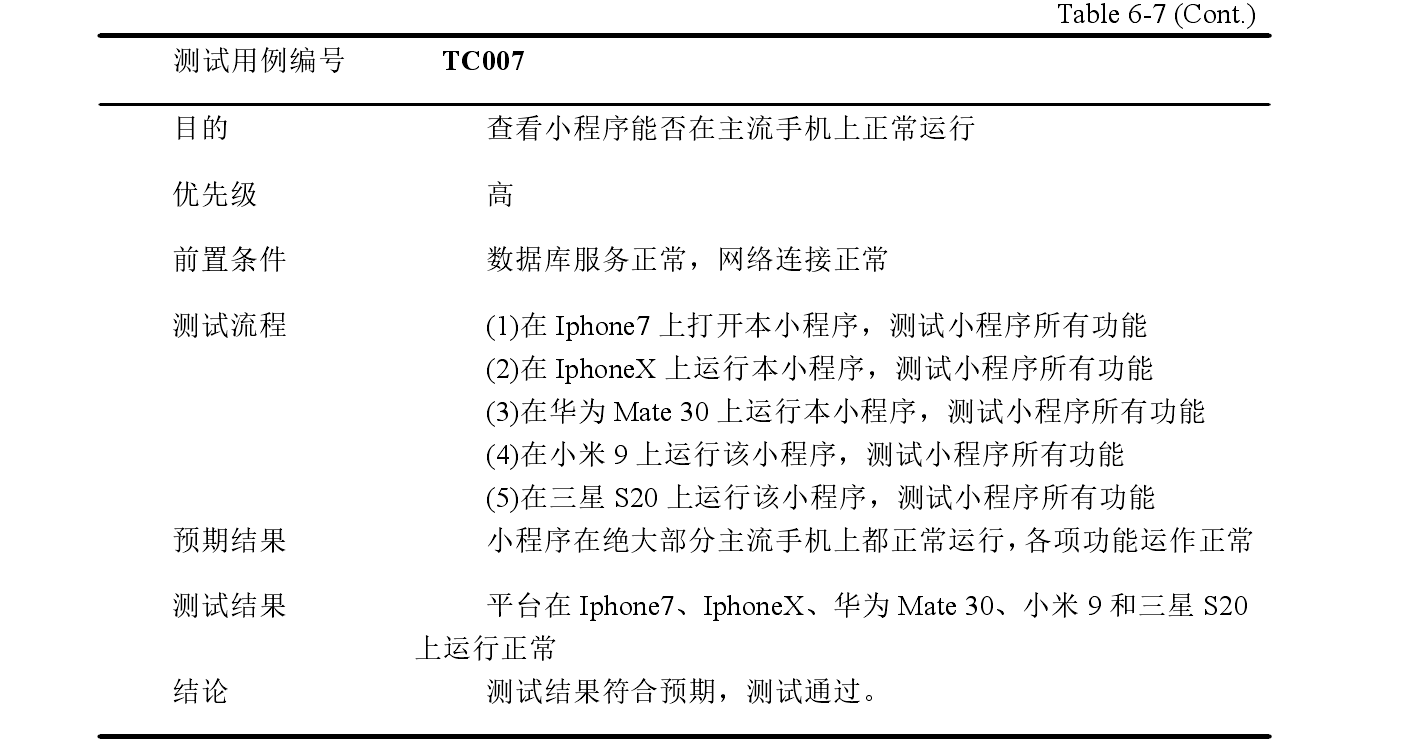 Table 6-7 (Cont.)
测试用例编号 TC007
目的 查看小程序能否在主流手机上正常运行
优先级 高
前置条件 数据库服务正常，网络连接正常
测试流程 (1)在 Iphone7 上打开本小程序，测试小程序所有功能
(2)在 IphoneX 上运行本小程序，测试小程序所有功能
(3)在华为 Mate 30 上运行本小程序，测试小程序所有功能
(4)在小米 9 上运行该小程序，测试小程序所有功能
(5)在三星 S20 上运行该小程序，测试小程序所有功能
预期结果 小程序在绝大部分主流手机上都正常运行，各项功能运作正常
测试结果 平台在 Iphone7、IphoneX、华为 Mate 30、小米 9 和三星 S20
上运行正常
结论 测试结果符合预期，测试通过。